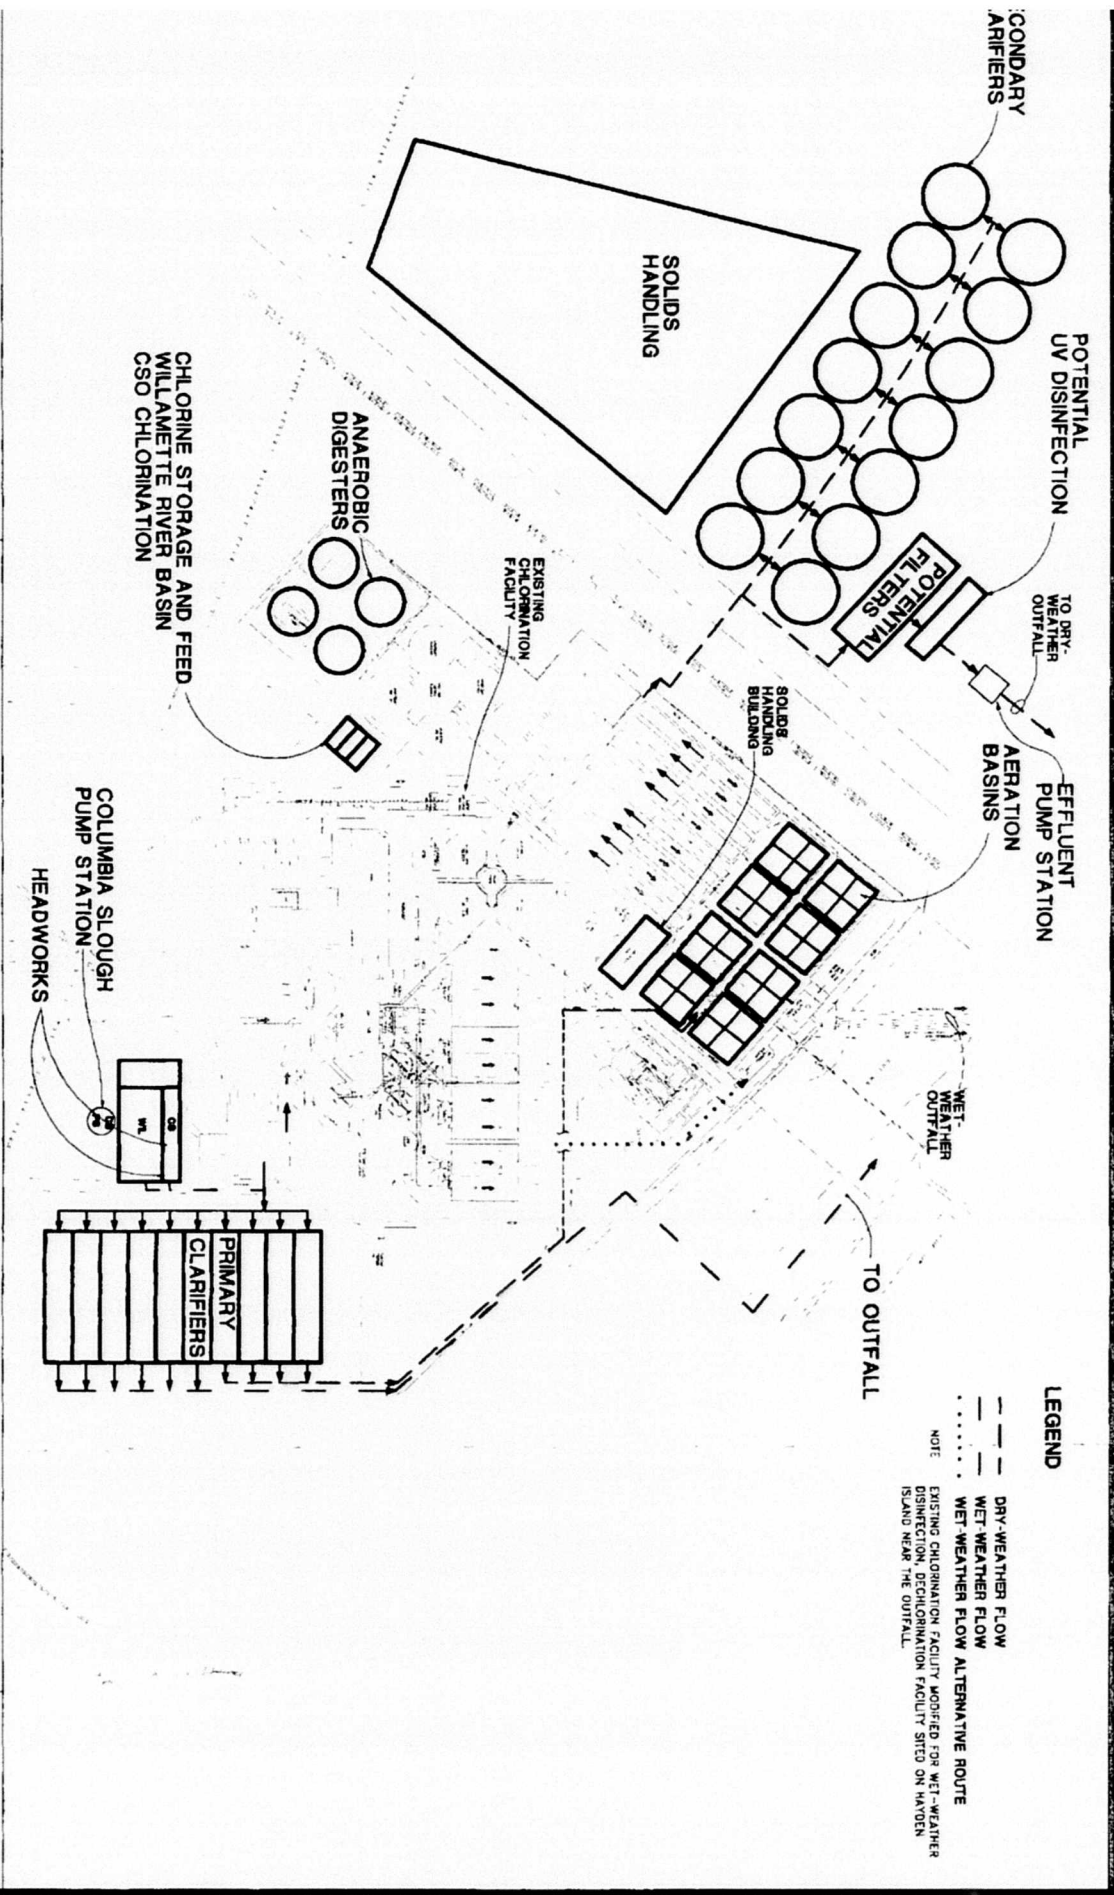 :CONDARY
ARIFIERS
POTENTIAL
UV DISINFECTION
TO DRY-
WEATHER
OUTFALL
EFFLUENT
PUMP STATION
AERATION
BASINS
POTENTIAL
FILTERS
SOLIDS
HANDLING
SOLIDS
HANDLING
BUILDING
WET-
WEATHER
OUTFALL
TO OUTFALL
ANAEROBIC
DIGESTERS
EXISTING
CHLORINATION
FACILITY
CHLORINE STORAGE AND FEED
WILLAMETTE RIVER BASIN
CSO CHLORINATION
COLUMBIA SLOUGH
PUMP STATION
HEADWORKS
WL
PRIMARY
CLARIFIERS
LEGEND
DRY-WEATHER FLOW
WET-WEATHER FLOW
WET-WEATHER FLOW ALTERNATIVE ROUTE
NOTE EXISTING CHLORINATION FACILITY MODIFIED FOR WET-WEATHER
DISINFECTION, DECHLORINATION FACILITY SITED ON HAYDEN
ISLAND NEAR THE OUTFALL.